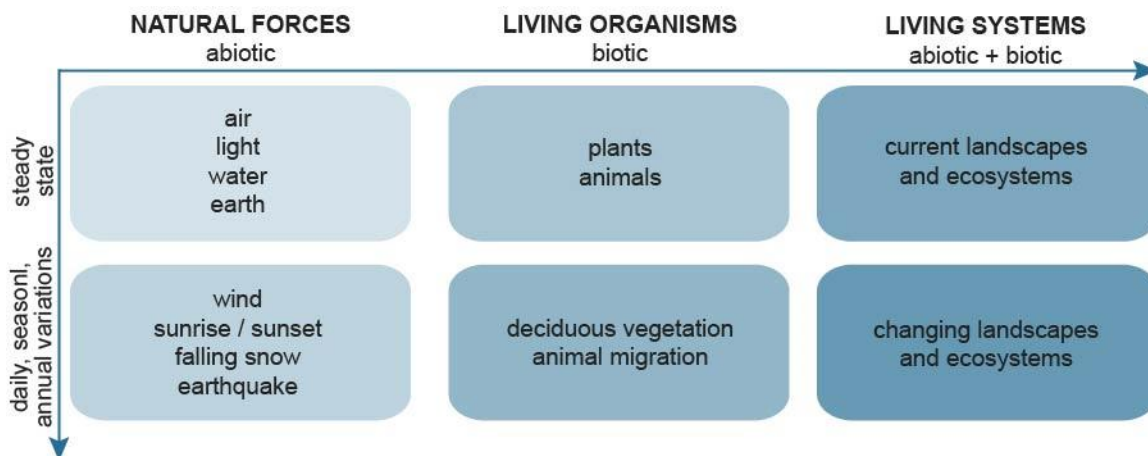 NATURAL FORCES
abiotic
LIVING ORGANISMS
biotic
LIVING SYSTEMS
abiotic + biotic
steady
state
air
light
water
earth
plants
animals
current landscapes
and ecosystems
daily, seasonl,
annual variations
wind
sunrise / sunset
falling snow
earthquake
deciduous vegetation
animal migration
changing landscapes
and ecosystems